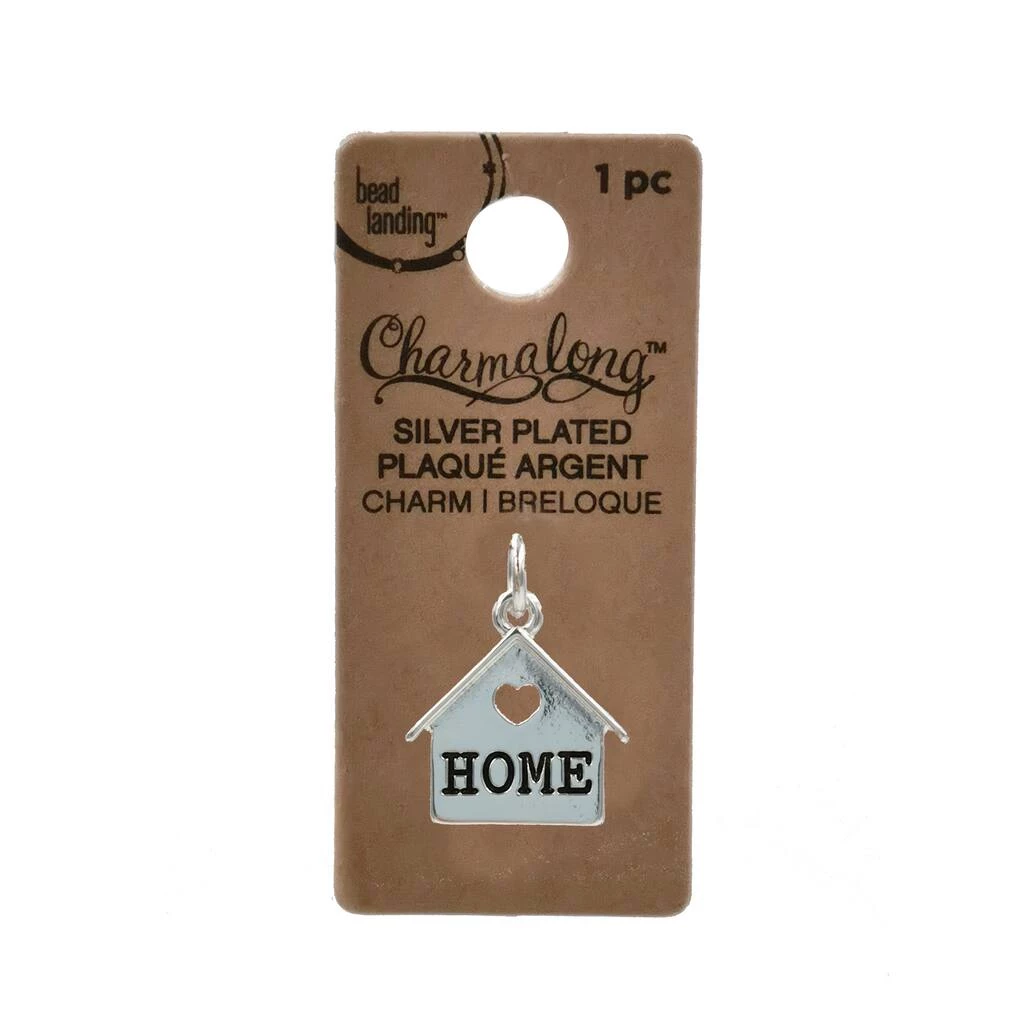 bead
landing™
1 pc
Charmalong™
SILVER PLATED
PLAQUÉ ARGENT
CHARM | BRELOQUE
HOME